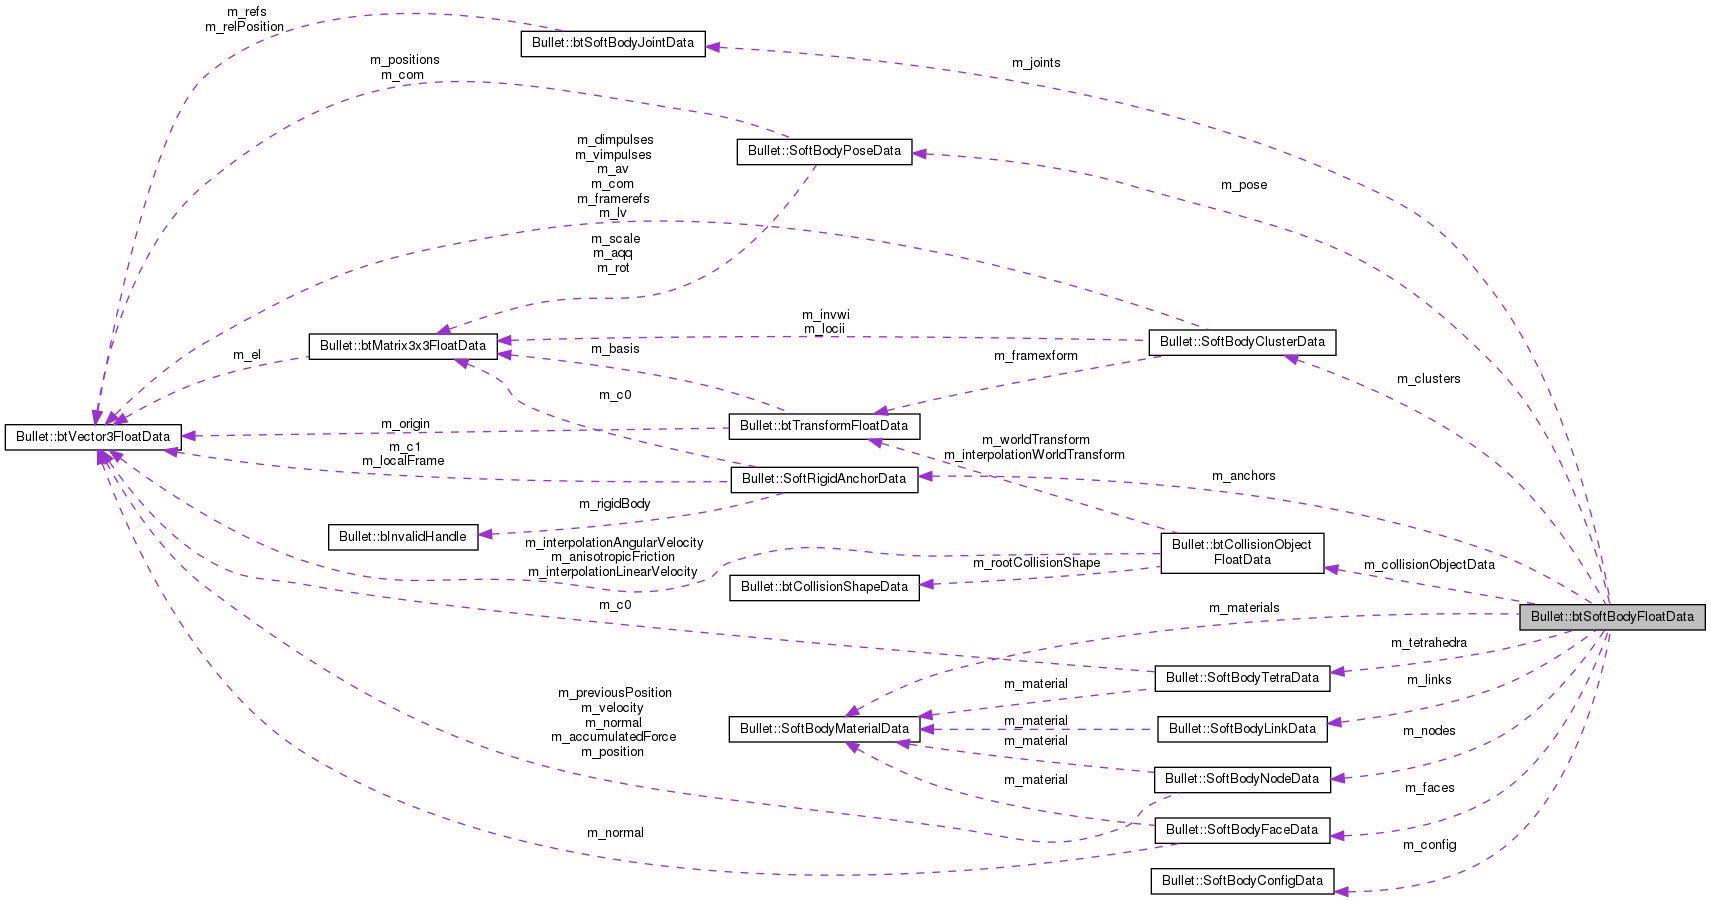 m_refs
m_relPosition
Bullet::btSoftBodyJointData
m_joints
m_positions
m_com
Bullet::SoftBodyPoseData
m_dimpulses
m_vimpulses
m_av
m_com
m_framerefs
m_lv
m_pose
m_scale
m_aqq
m_rot
m_invwi
m_locii
Bullet::btMatrix3x3FloatData
Bullet::SoftBodyClusterData
m_el
m_basis
m_framexform
m_clusters
m_c0
Bullet::btVector3FloatData
m_origin
Bullet::btTransformFloatData
m_c1
m_localFrame
m_worldTransform
m_interpolationWorldTransform
Bullet::SoftRigidAnchorData
m_anchors
m_rigidBody
Bullet::bInvalidHandle
m_interpolationAngularVelocity
m_anisotropicFriction
m_interpolationLinearVelocity
Bullet::btCollisionObject
FloatData
m_rootCollisionShape
m_collisionObjectData
Bullet::btCollisionShapeData
m_c0
m_materials
Bullet::btSoftBodyFloatData
m_tetrahedra
Bullet::SoftBodyTetraData
m_material
m_links
m_previousPosition
m_velocity
m_normal
m_accumulatedForce
m_position
Bullet::SoftBodyMaterialData
m_material
Bullet::SoftBodyLinkData
m_material
m_nodes
Bullet::SoftBodyNodeData
m_material
m_faces
m_normal
Bullet::SoftBodyFaceData
m_config
Bullet::SoftBodyConfigData